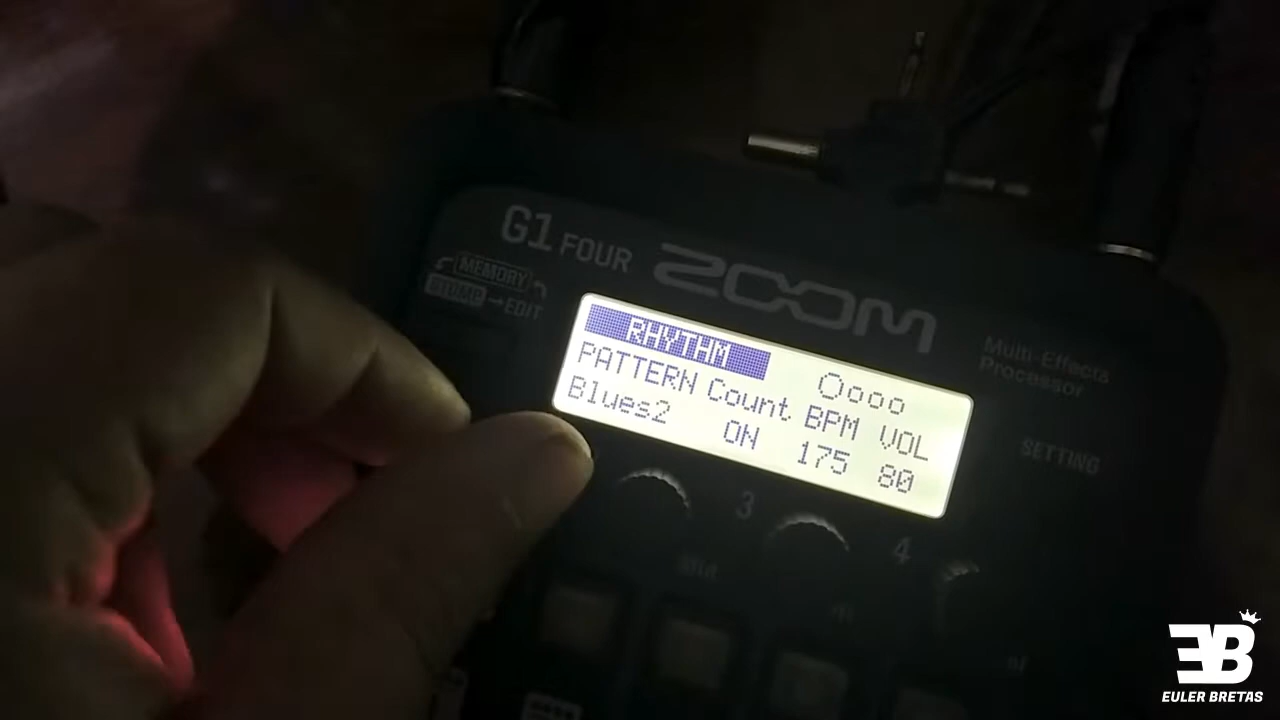 G1 FOUR ZOOM
MEMORY
STOMP → EDIT
Multi-Effects
Processor
SETTING
RHYTHM
PATTERN Count BPM VOL
Blues2 ON 175 80
3
4
EB
EULER BRETAS